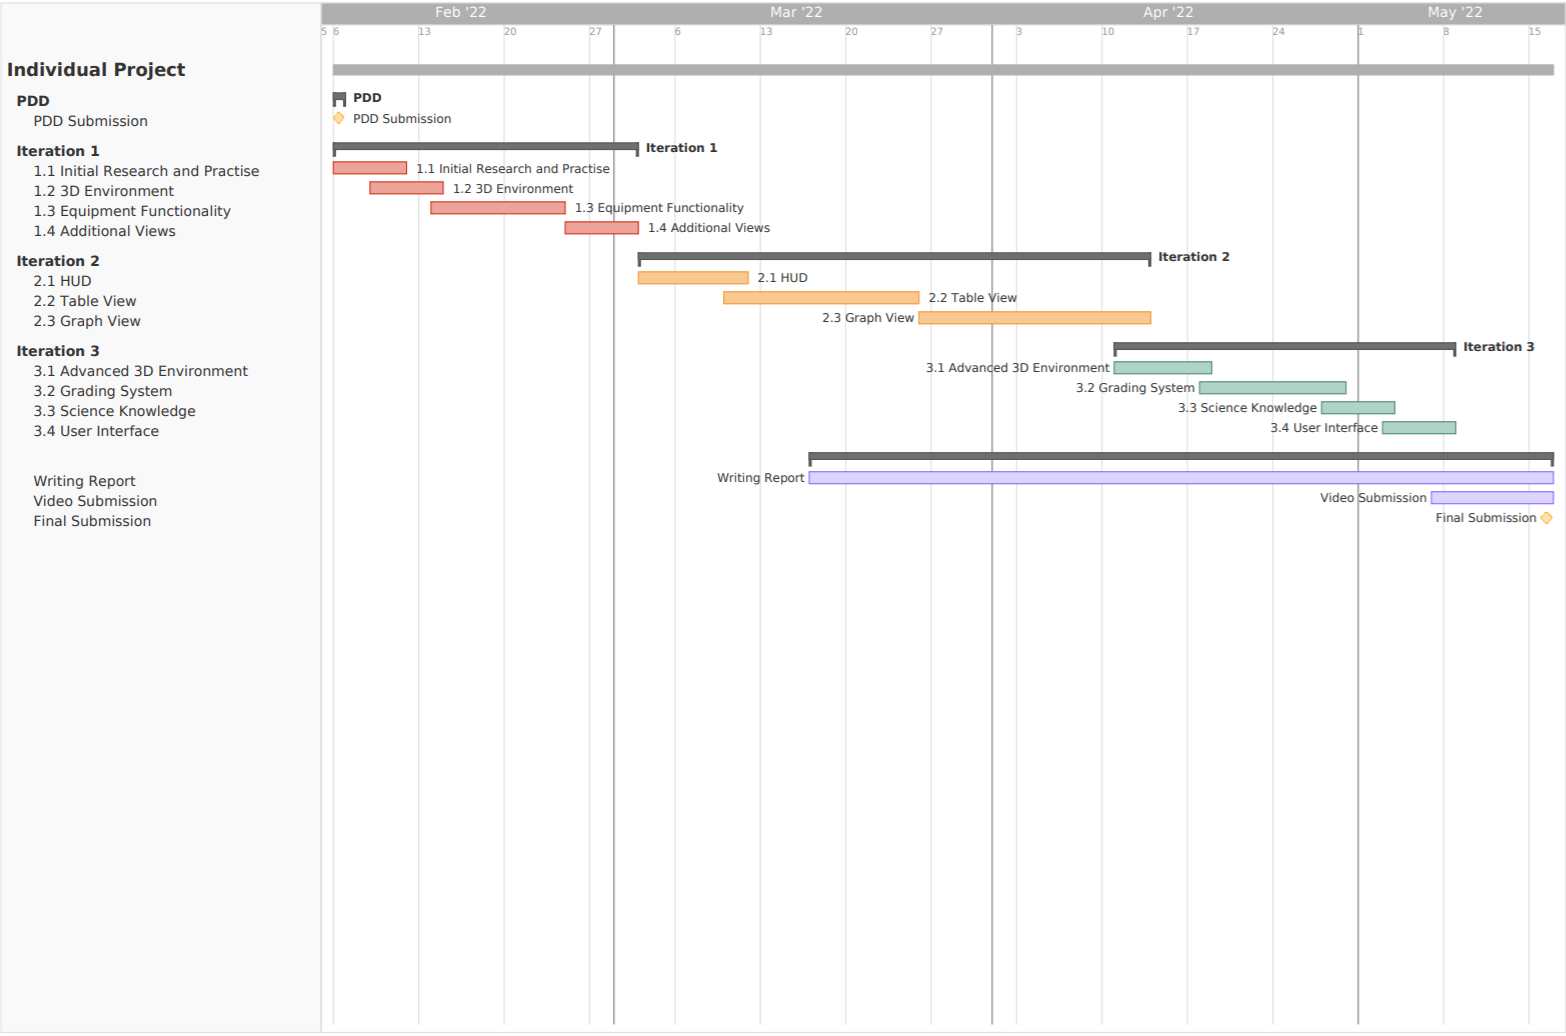 Feb '22 Mar '22 Apr '22 May '22
5 6 13 20 27 6 13 20 27 3 10 17 24 1 8 15
Individual Project
PDD PDD
PDD Submission PDD Submission
Iteration 1 Iteration 1
1.1 Initial Research and Practise 1.1 Initial Research and Practise
1.2 3D Environment 1.2 3D Environment
1.3 Equipment Functionality 1.3 Equipment Functionality
1.4 Additional Views 1.4 Additional Views
Iteration 2 Iteration 2
2.1 HUD 2.1 HUD
2.2 Table View 2.2 Table View
2.3 Graph View 2.3 Graph View
Iteration 3 Iteration 3
3.1 Advanced 3D Environment 3.1 Advanced 3D Environment
3.2 Grading System 3.2 Grading System
3.3 Science Knowledge 3.3 Science Knowledge
3.4 User Interface 3.4 User Interface
Writing Report Writing Report
Video Submission Video Submission
Final Submission Final Submission